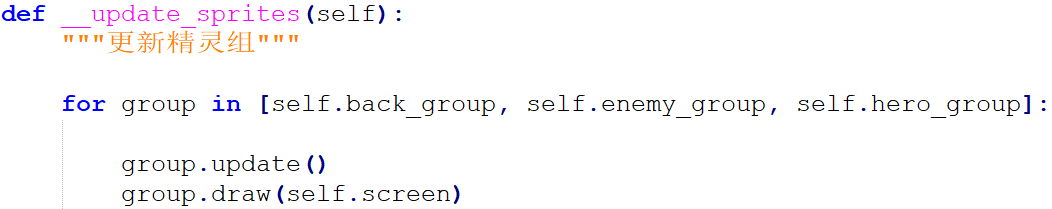 def __update_sprites(self):
"""更新精灵组"""
for group in [self.back_group, self.enemy_group, self.hero_group]:
group.update()
group.draw(self.screen)